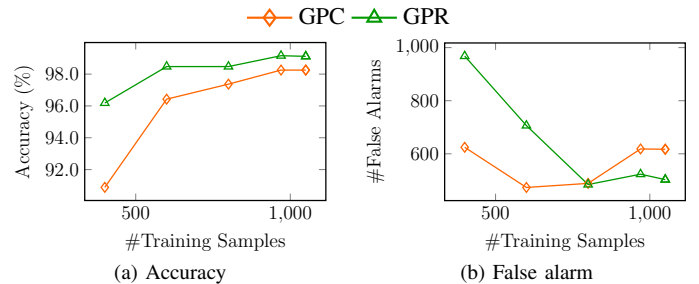 GPC GPR
98.0
96.0
94.0
92.0
Accuracy (%)
500 1,000
#Training Samples
(a) Accuracy
1,000
800
600
#False Alarms
500 1,000
#Training Samples
(b) False alarm